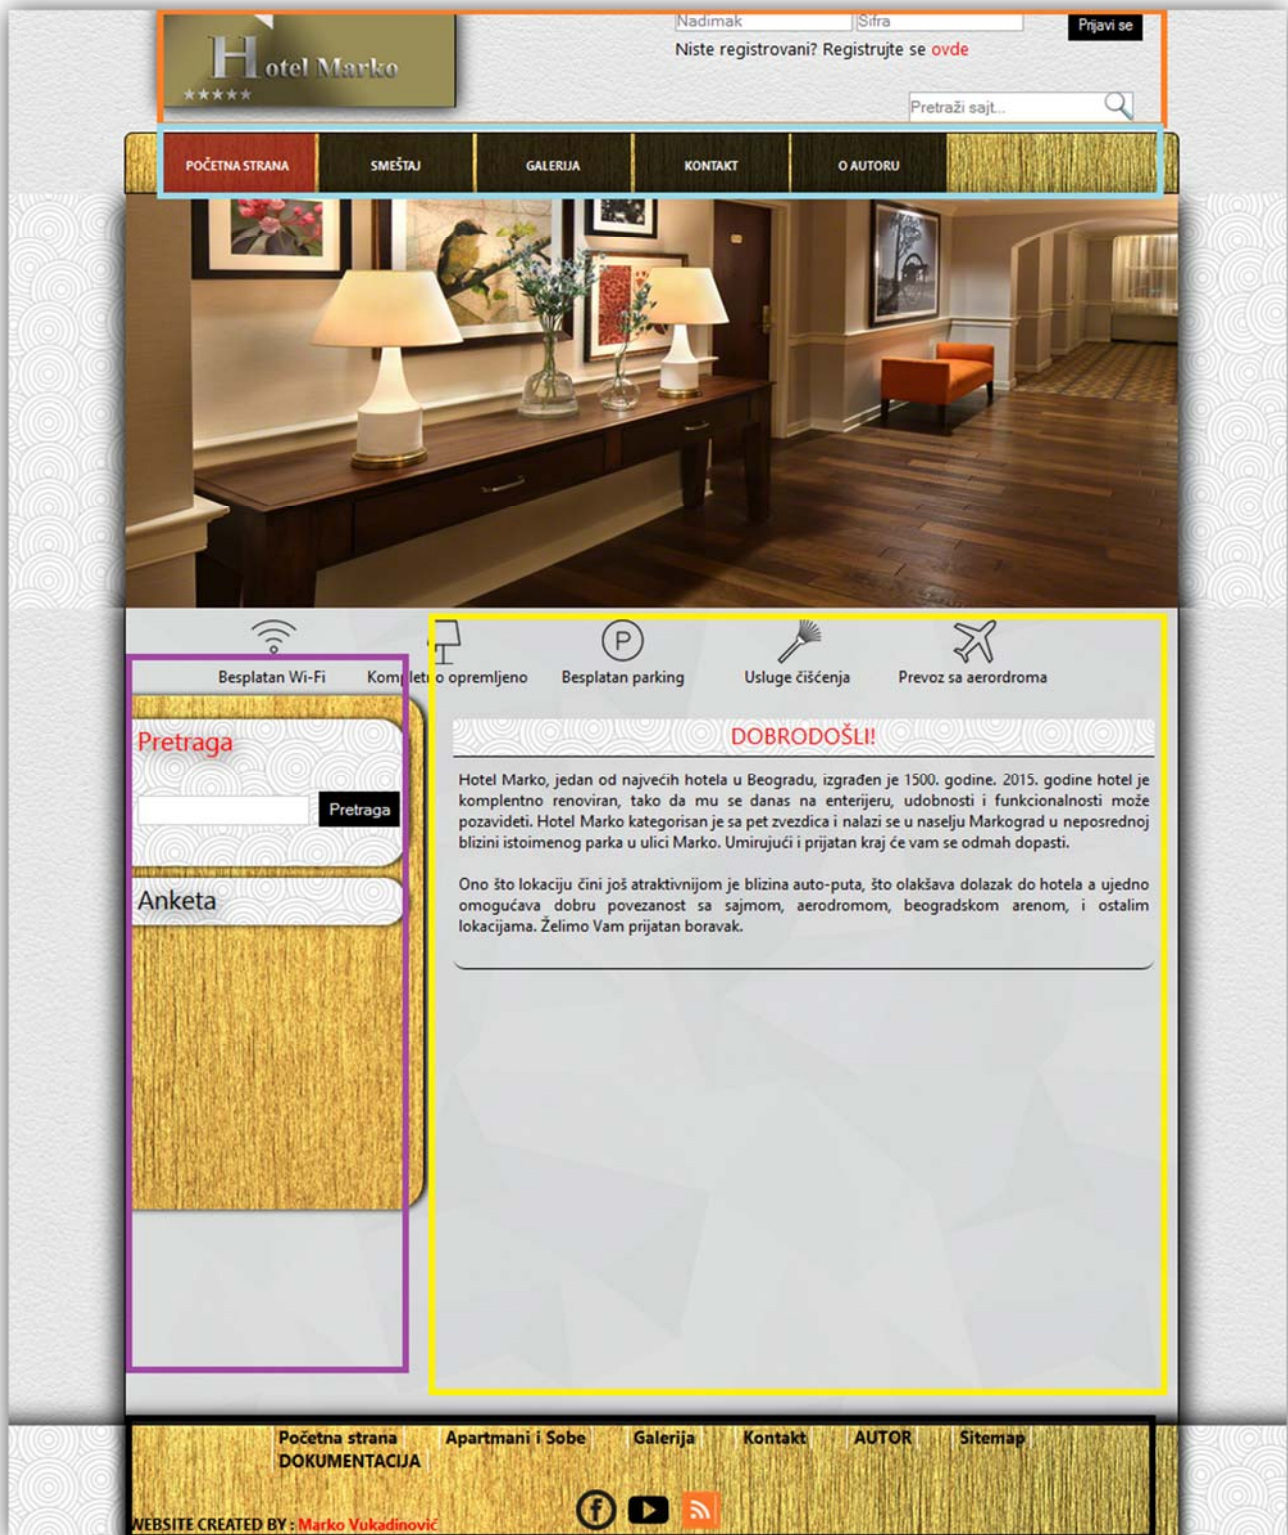 Nadimak Šifra Prijavi se
Hotel Marko
Niste registrovani? Registrujte se ovde
Pretraži sajt...
POČETNA STRANA SMEŠTAJ GALERIJA KONTAKT O AUTORU
P
Besplatan Wi-Fi Kompletno opremljeno Besplatan parking Usluge čišćenja Prevoz sa aerordroma
Pretraga
Pretraga
Anketa
DOBRODOŠLI!
Hotel Marko, jedan od najvećih hotela u Beogradu, izgrađen je 1500. godine. 2015. godine hotel je
komplentno renoviran, tako da mu se danas na enterijeru, udobnosti i funkcionalnosti može
pozavideti. Hotel Marko kategorisan je sa pet zvezdica i nalazi se u naselju Markograd u neposrednoj
blizini istoimenog parka u ulici Marko. Umirujući i prijatan kraj će vam se odmah dopasti.
Ono što lokaciju čini još atraktivnijom je blizina auto-puta, što olakšava dolazak do hotela a ujedno
omogućava dobru povezanost sa sajmom, aerodromom, beogradskom arenom, i ostalim
lokacijama. Želimo Vam prijatan boravak.
Početna strana Apartmani i Sobe Galerija Kontakt AUTOR Sitemap
DOKUMENTACIJA
WEBSITE CREATED BY : Marko Vukadinović